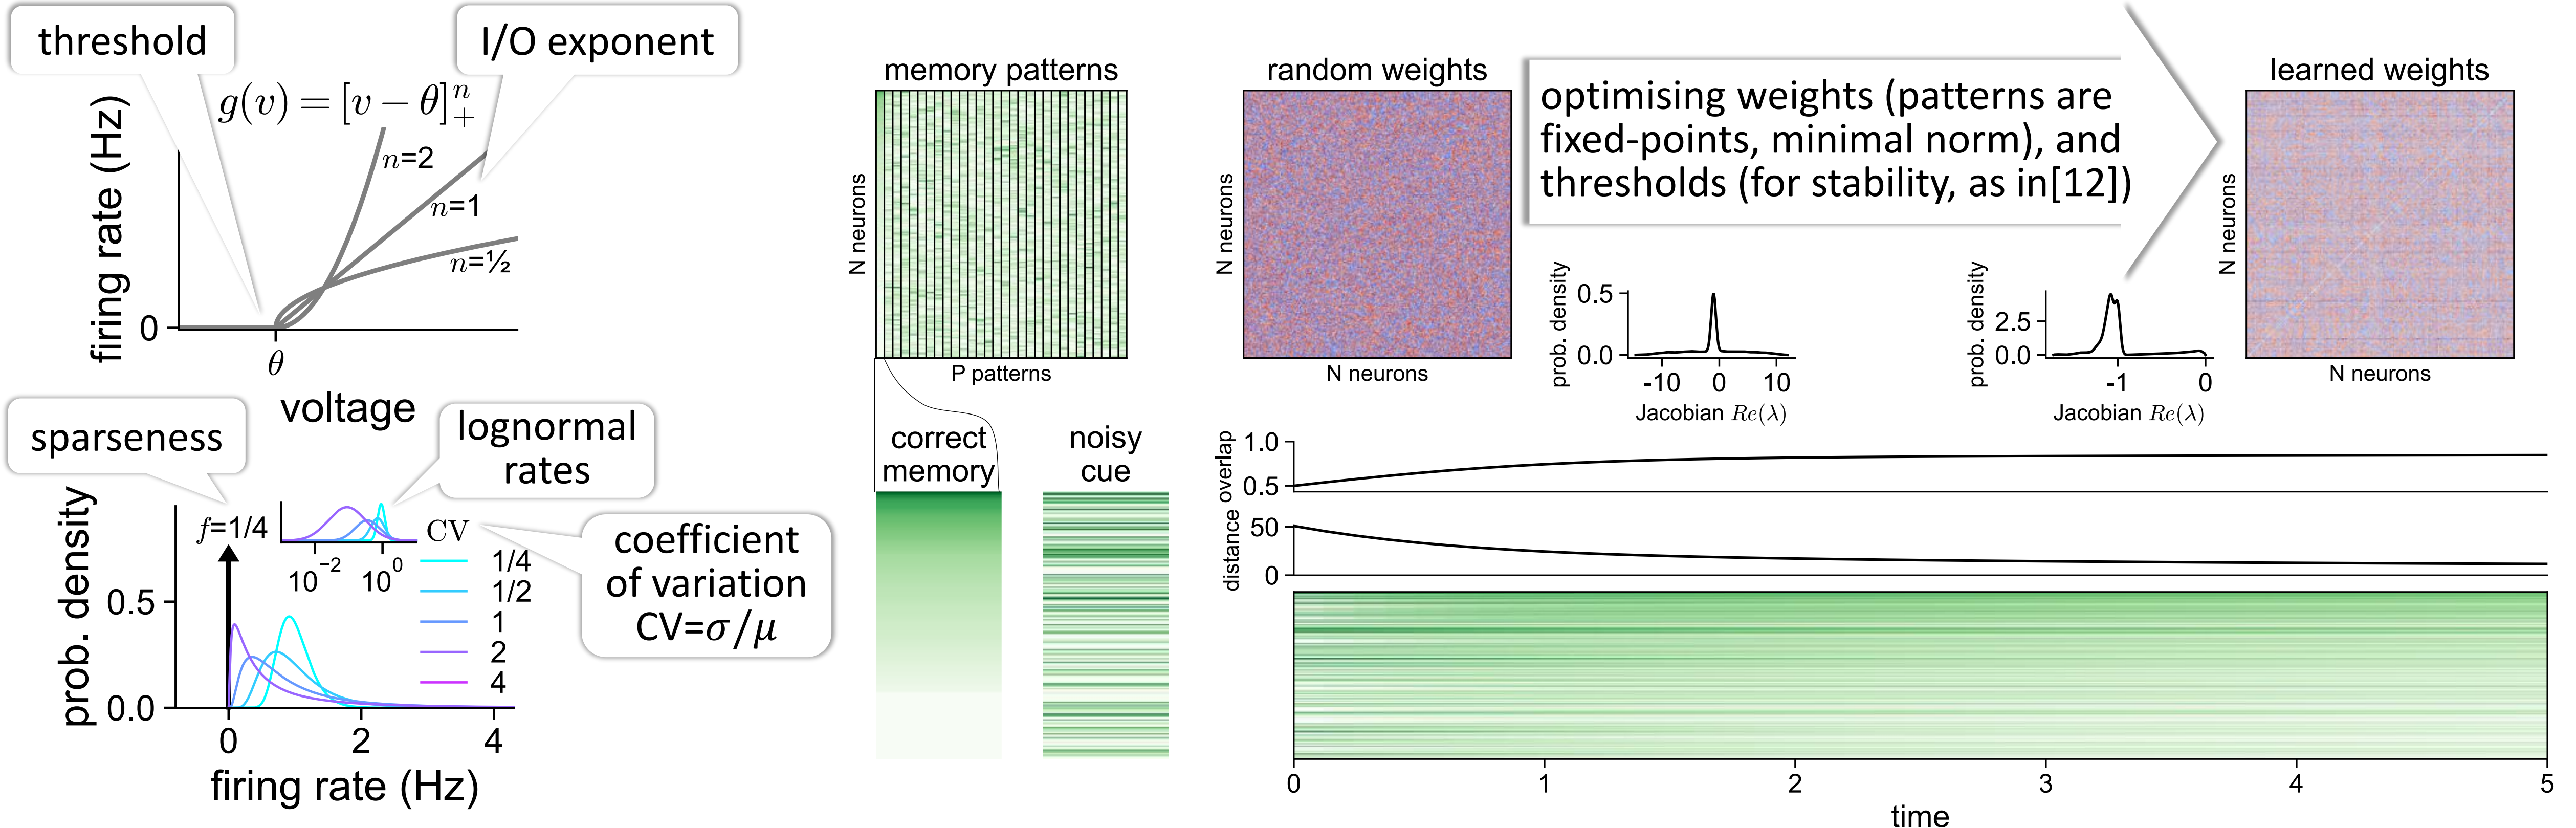 threshold
I/O exponent
g(v) = [v − θ]₊ⁿ
firing rate (Hz)
n=2
n=1
n=½
0
θ
voltage
sparseness
lognormal
rates
prob. density
f=1/4
10⁻² 10⁰
CV
1/4
1/2
1
2
4
coefficient
of variation
CV=σ/μ
0.5
0.0
0 2 4
firing rate (Hz)
memory patterns
N neurons
P patterns
correct
memory
noisy
cue
random weights
N neurons
N neurons
optimising weights (patterns are
fixed-points, minimal norm), and
thresholds (for stability, as in[12])
prob. density
0.5
0.0
-10 0 10
Jacobian Re(λ)
prob. density
2.5
0.0
-1 0
Jacobian Re(λ)
learned weights
N neurons
N neurons
overlap
1.0
0.5
distance
50
0
0 1 2 3 4 5
time